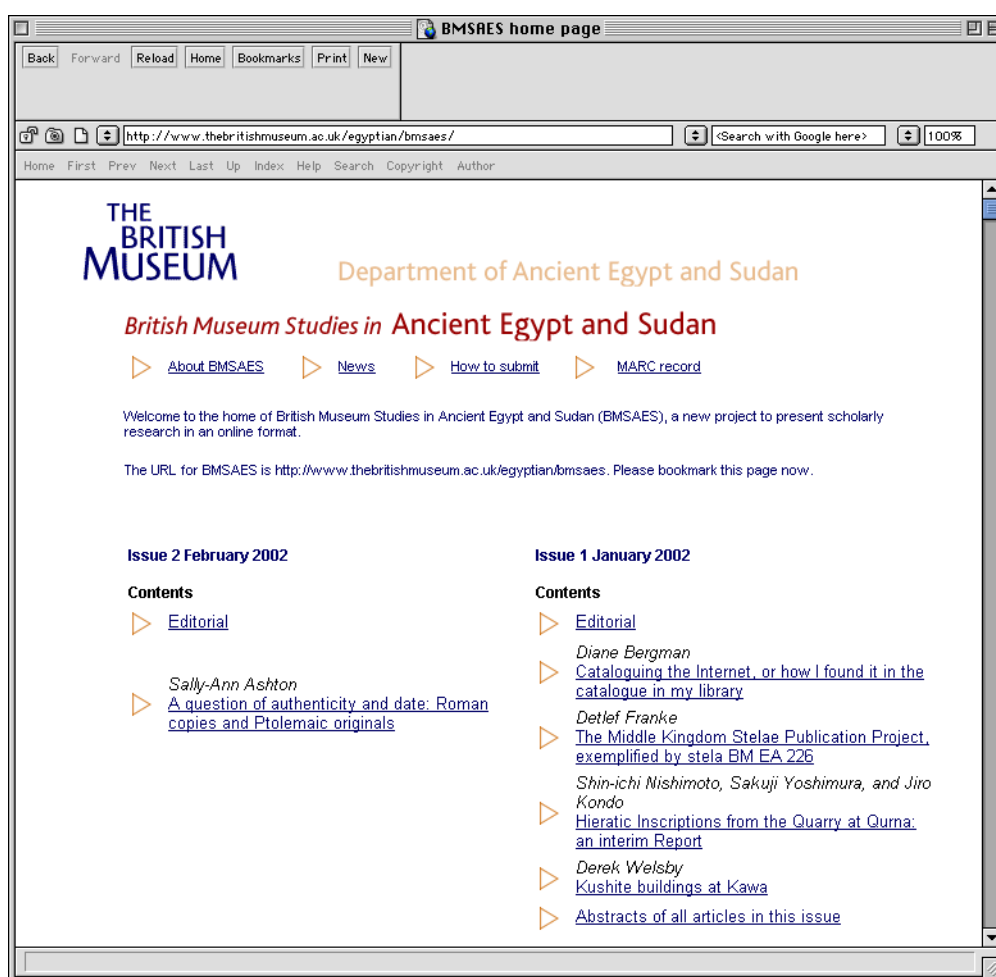 BMSAES home page
Back Forward Reload Home Bookmarks Print New
http://www.thebritishmuseum.ac.uk/egyptian/bmsaes/ <Search with Google here> 100%
Home First Prev Next Last Up Index Help Search Copyright Author
THE
BRITISH
MUSEUM
Department of Ancient Egypt and Sudan
British Museum Studies in Ancient Egypt and Sudan
About BMSAES News How to submit MARC record
Welcome to the home of British Museum Studies in Ancient Egypt and Sudan (BMSAES), a new project to present scholarly
research in an online format.
The URL for BMSAES is http://www.thebritishmuseum.ac.uk/egyptian/bmsaes. Please bookmark this page now.
Issue 2 February 2002
Contents
Editorial
Sally-Ann Ashton
A question of authenticity and date: Roman
copies and Ptolemaic originals
Issue 1 January 2002
Contents
Editorial
Diane Bergman
Cataloguing the Internet, or how I found it in the
catalogue in my library
Detlef Franke
The Middle Kingdom Stelae Publication Project,
exemplified by stela BM EA 226
Shin-ichi Nishimoto, Sakuji Yoshimura, and Jiro
Kondo
Hieratic Inscriptions from the Quarry at Qurna:
an interim Report
Derek Welsby
Kushite buildings at Kawa
Abstracts of all articles in this issue